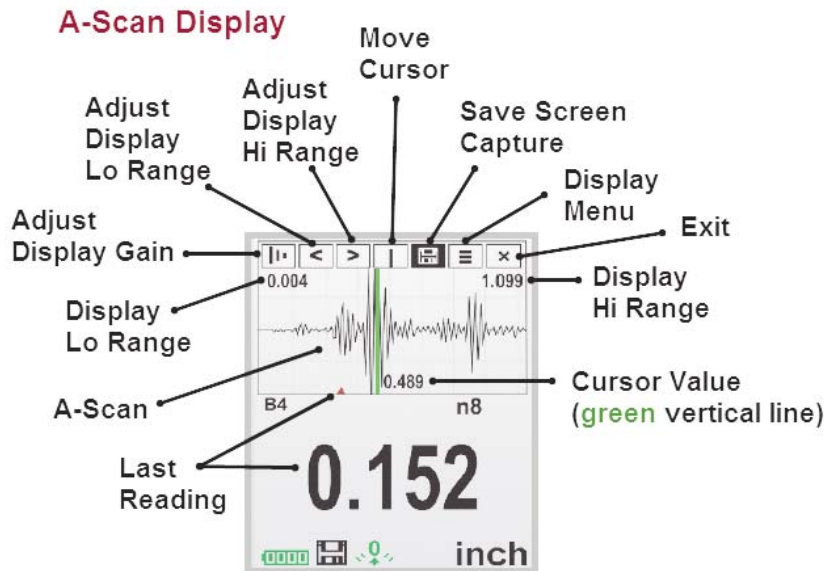 A-Scan Display
Move
Cursor
Adjust
Display
Lo Range
Adjust
Display
Hi Range
Save Screen
Capture
Display
Menu
Adjust
Display Gain
Exit
< > | ≡ ×
0.004
1.099
Display
Lo Range
Display
Hi Range
0.489
A-Scan
B4
n8
Cursor Value
(green vertical line)
Last
Reading
0.152
0
inch